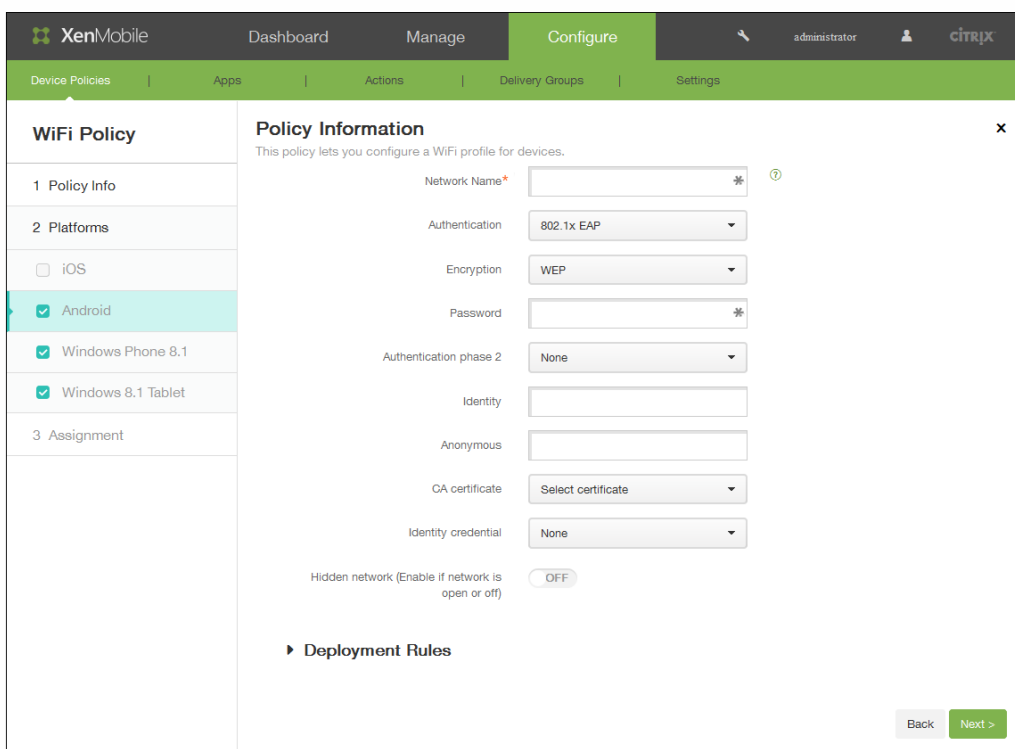 XenMobile Dashboard Manage Configure administrator CİTRIX
Device Policies | Apps | Actions | Delivery Groups | Settings
WiFi Policy
1 Policy Info
2 Platforms
iOS
Android
Windows Phone 8.1
Windows 8.1 Tablet
3 Assignment
Policy Information
This policy lets you configure a WiFi profile for devices.
Network Name*
Authentication 802.1x EAP
Encryption WEP
Password
Authentication phase 2 None
Identity
Anonymous
CA certificate Select certificate
Identity credential None
Hidden network (Enable if network is
open or off) OFF
Deployment Rules
Back Next >